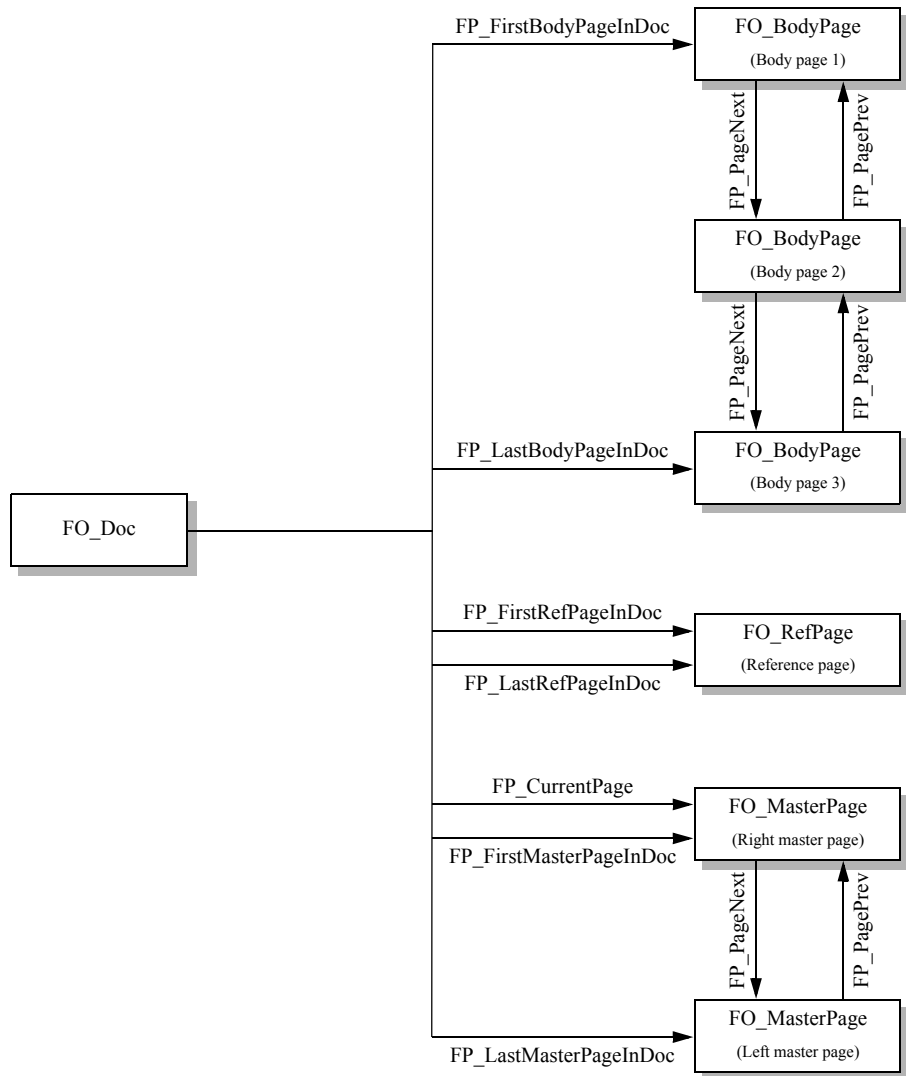 FP_FirstBodyPageInDoc
FO_BodyPage
(Body page 1)
FP_PageNext
FP_PagePrev
FO_BodyPage
(Body page 2)
FP_PageNext
FP_PagePrev
FP_LastBodyPageInDoc
FO_BodyPage
(Body page 3)
FO_Doc
FP_FirstRefPageInDoc
FO_RefPage
(Reference page)
FP_LastRefPageInDoc
FP_CurrentPage
FO_MasterPage
(Right master page)
FP_FirstMasterPageInDoc
FP_PageNext
FP_PagePrev
FO_MasterPage
(Left master page)
FP_LastMasterPageInDoc